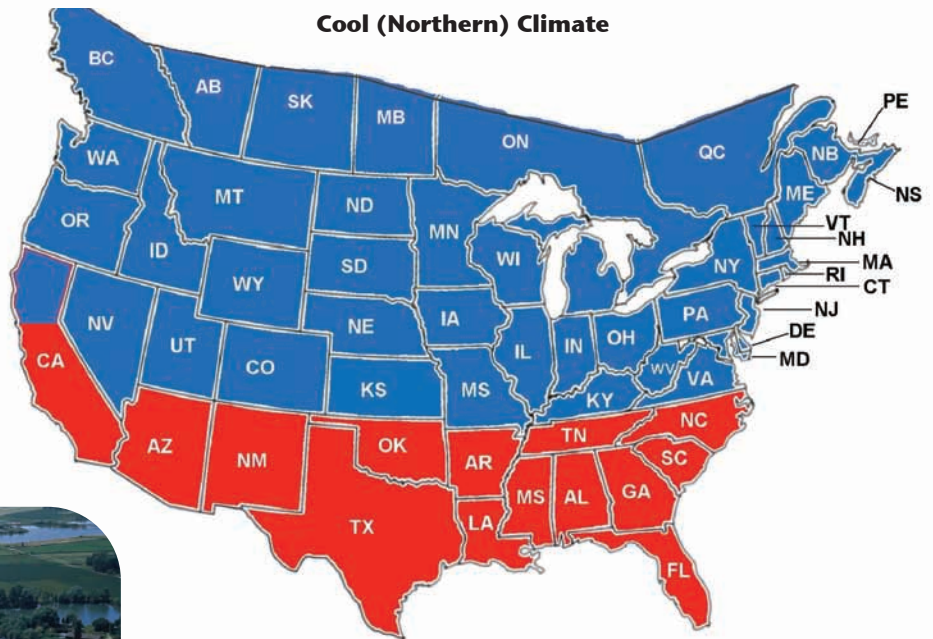 Cool (Northern) Climate
BC
AB
SK
MB
ON
QC
PE
NB
NS
WA
MT
ND
MN
ME
VT
NH
OR
ID
SD
WI
NY
MA
RI
CT
WY
NJ
NV
NE
IA
PA
DE
MD
UT
CO
IL
IN
OH
CA
KS
MS
WV
VA
KY
AZ
NM
OK
AR
TN
NC
SC
TX
LA
MS
AL
GA
FL